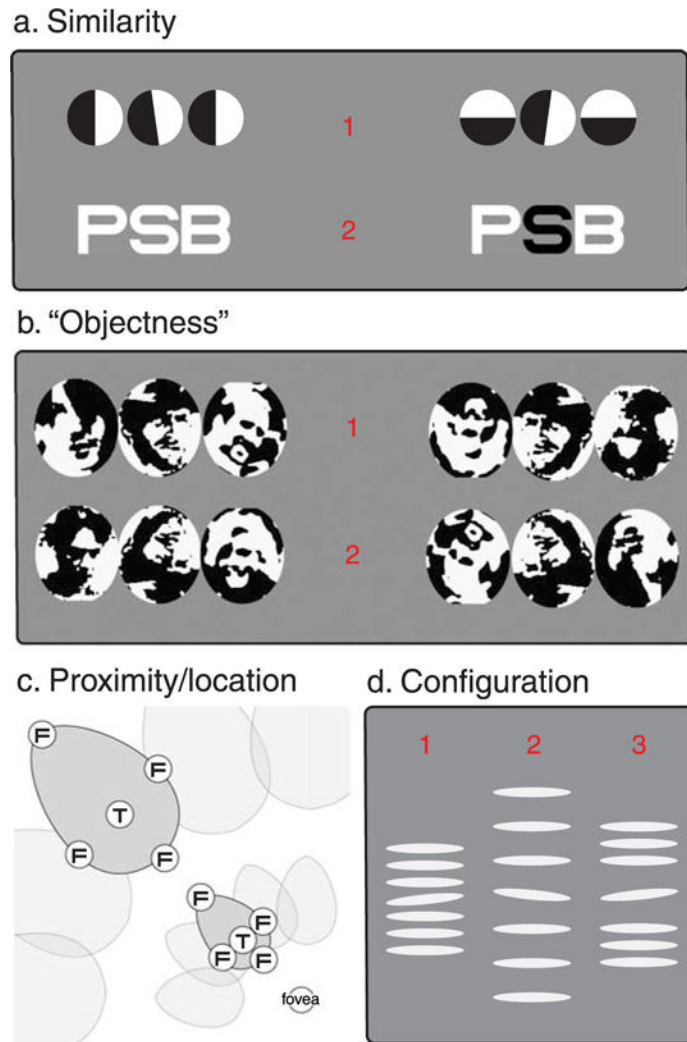 a. Similarity
1
PSB
2
PSB
b. “Objectness”
1
2
c. Proximity/location
F
F
T
F
F
F
F
T
F
F
fovea
d. Configuration
1 2 3